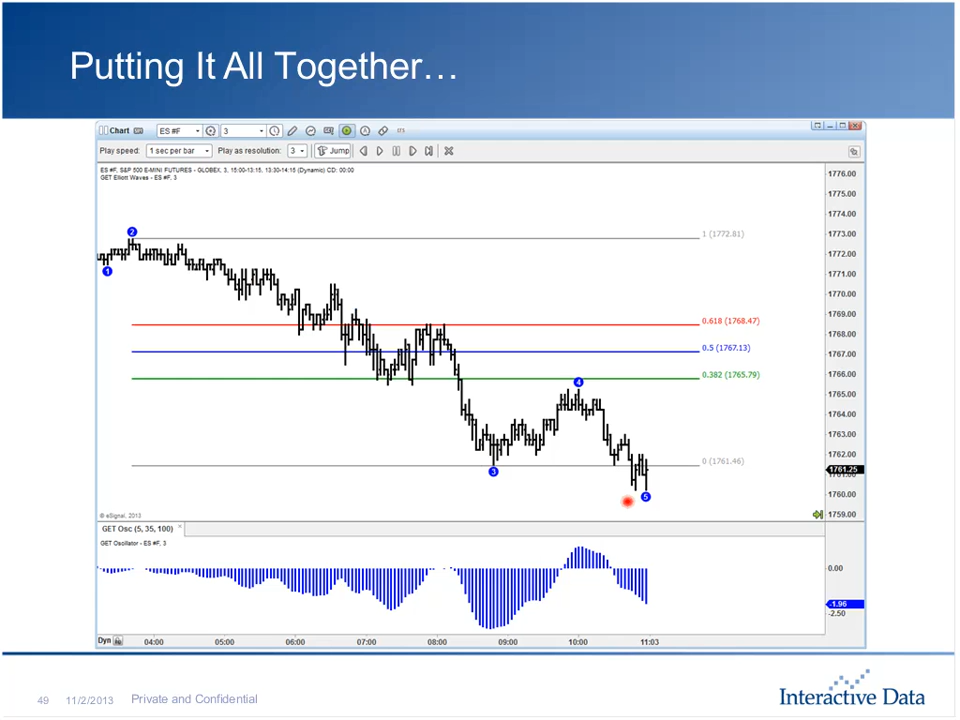 Putting It All Together…
Chart
ES #F
3
Play speed: 1 sec per bar
Play as resolution: 3
Jump
ES #F, S&P 500 E-MINI FUTURES - GLOBEX, 3, 15:00-13:15, 13:30-14:15 (Dynamic) CD: 00:00
GET Elliott Waves - ES #F, 3
1776.00
1775.00
1774.00
1773.00
1772.00
1771.00
1770.00
1769.00
1768.00
1767.00
1766.00
1765.00
1764.00
1763.00
1762.00
1761.25
1761.00
1760.00
1759.00
1 (1772.81)
0.618 (1768.47)
0.5 (1767.13)
0.382 (1765.79)
0 (1761.46)
1
2
3
4
5
© eSignal, 2013
GET Osc (5, 35, 100)
GET Oscillator - ES #F, 3
0.00
-1.96
-2.50
Dyn
04:00 05:00 06:00 07:00 08:00 09:00 10:00 11:03
49 11/2/2013 Private and Confidential
Interactive Data